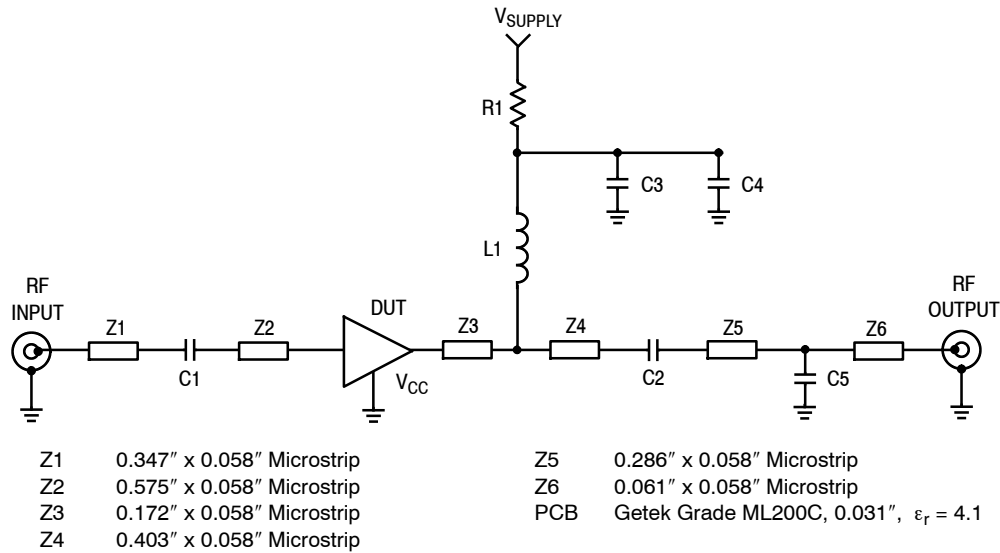 V_SUPPLY
R1
C3
C4
L1
RF
INPUT
RF
OUTPUT
Z1
Z2
DUT
Z3
Z4
Z5
Z6
C1
V_CC
C2
C5
Z1 0.347″ x 0.058″ Microstrip
Z2 0.575″ x 0.058″ Microstrip
Z3 0.172″ x 0.058″ Microstrip
Z4 0.403″ x 0.058″ Microstrip
Z5 0.286″ x 0.058″ Microstrip
Z6 0.061″ x 0.058″ Microstrip
PCB Getek Grade ML200C, 0.031″, ε_r = 4.1